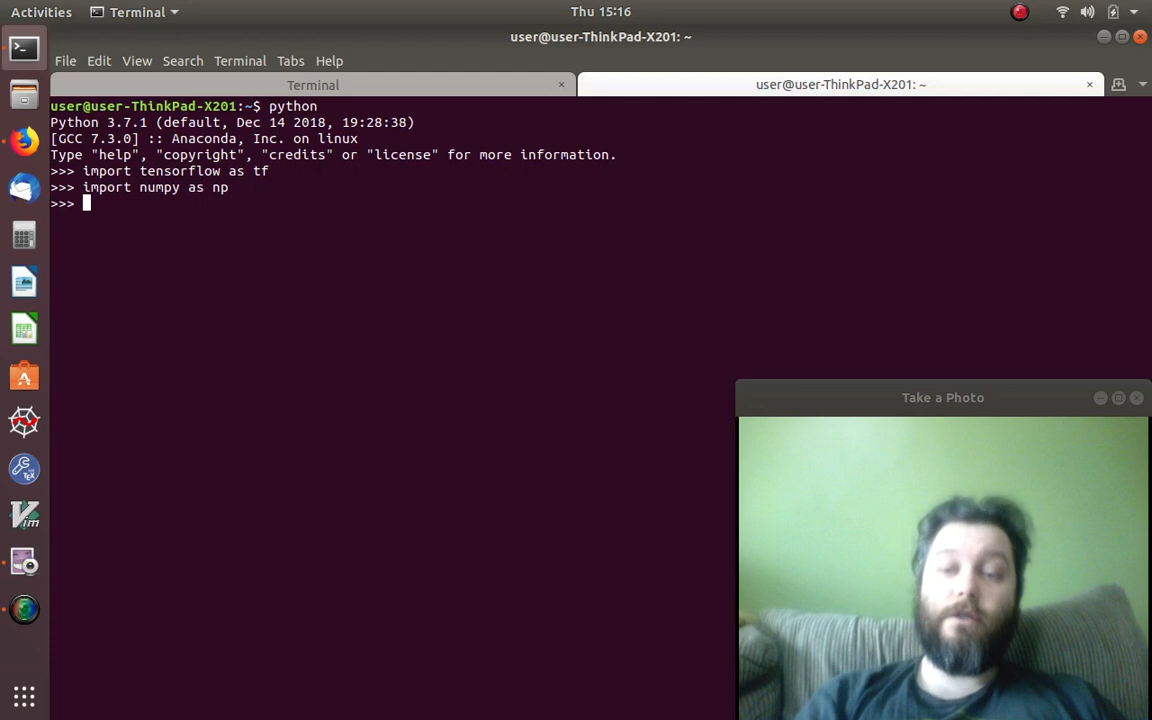 Activities Terminal Thu 15:16
user@user-ThinkPad-X201: ~
File Edit View Search Terminal Tabs Help
Terminal × user@user-ThinkPad-X201: ~ ×
user@user-ThinkPad-X201:~$ python
Python 3.7.1 (default, Dec 14 2018, 19:28:38)
[GCC 7.3.0] :: Anaconda, Inc. on linux
Type "help", "copyright", "credits" or "license" for more information.
>>> import tensorflow as tf
>>> import numpy as np
>>>
Take a Photo
TEX
Vim